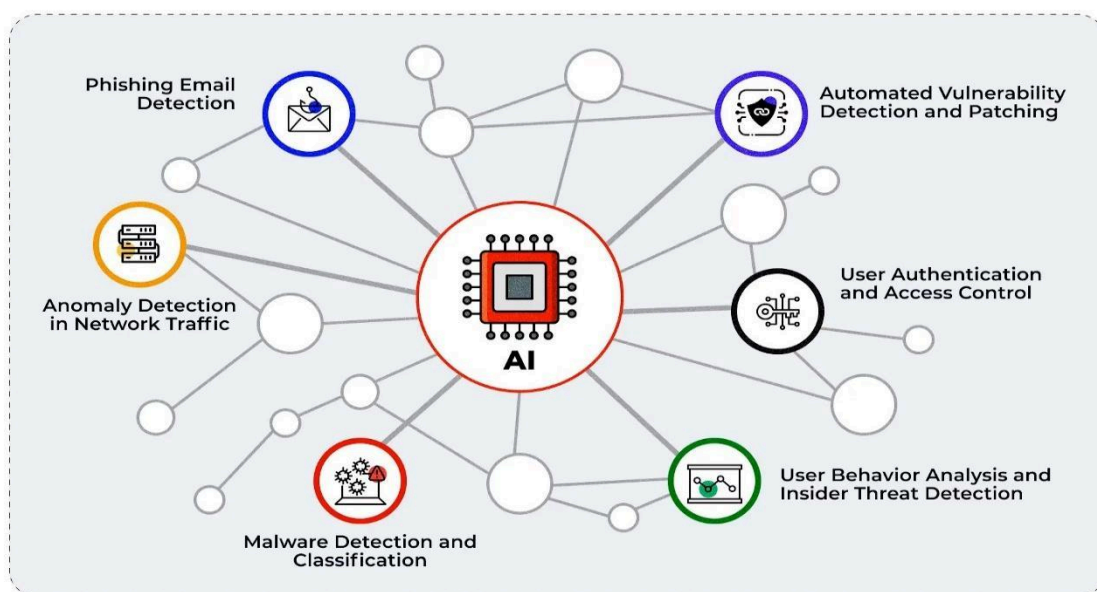 Phishing Email
Detection
Automated Vulnerability
Detection and Patching
Anomaly Detection
in Network Traffic
AI
User Authentication
and Access Control
Malware Detection and
Classification
User Behavior Analysis and
Insider Threat Detection